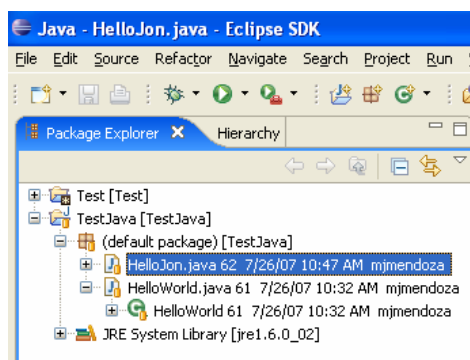 Java - HelloJon.java - Eclipse SDK
File Edit Source Refactor Navigate Search Project Run
Package Explorer Hierarchy
Test [Test]
TestJava [TestJava]
(default package) [TestJava]
HelloJon.java 62 7/26/07 10:47 AM mjmendoza
HelloWorld.java 61 7/26/07 10:32 AM mjmendoza
HelloWorld 61 7/26/07 10:32 AM mjmendoza
JRE System Library [jre1.6.0_02]